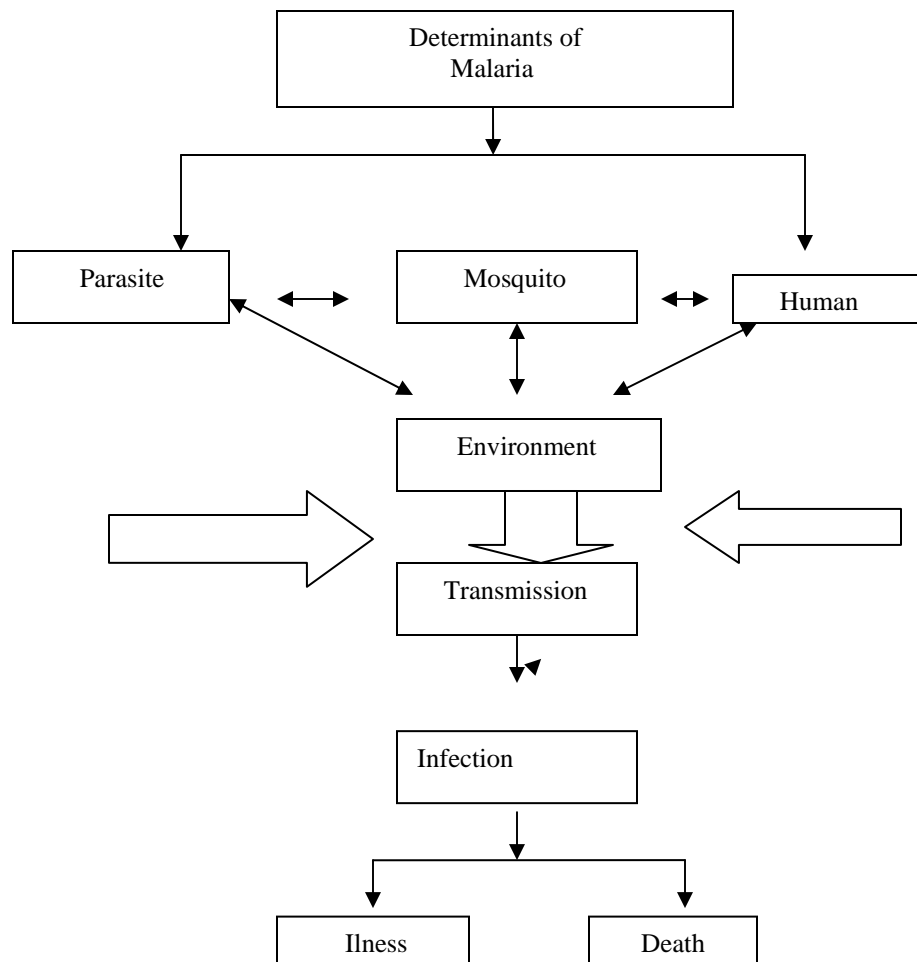 Determinants of
Malaria
Parasite
Mosquito
Human
Environment
Transmission
Infection
Ilness
Death